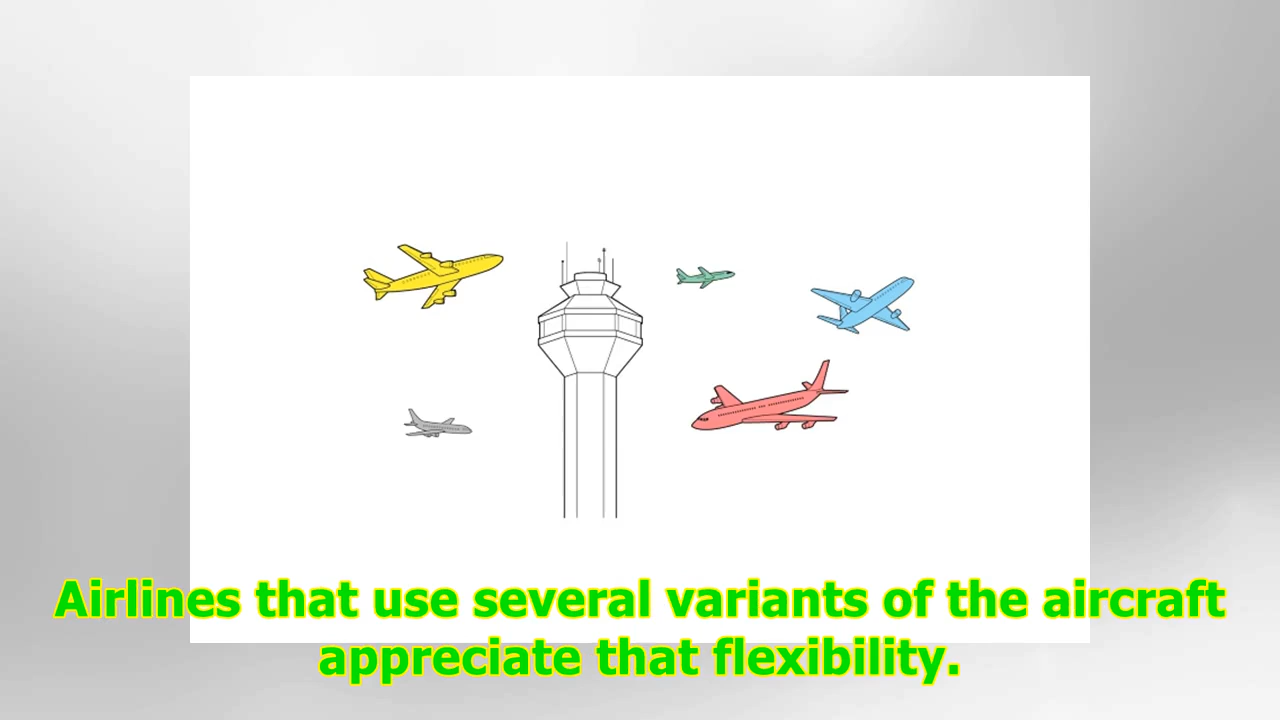 Airlines that use several variants of the aircraft
appreciate that flexibility.